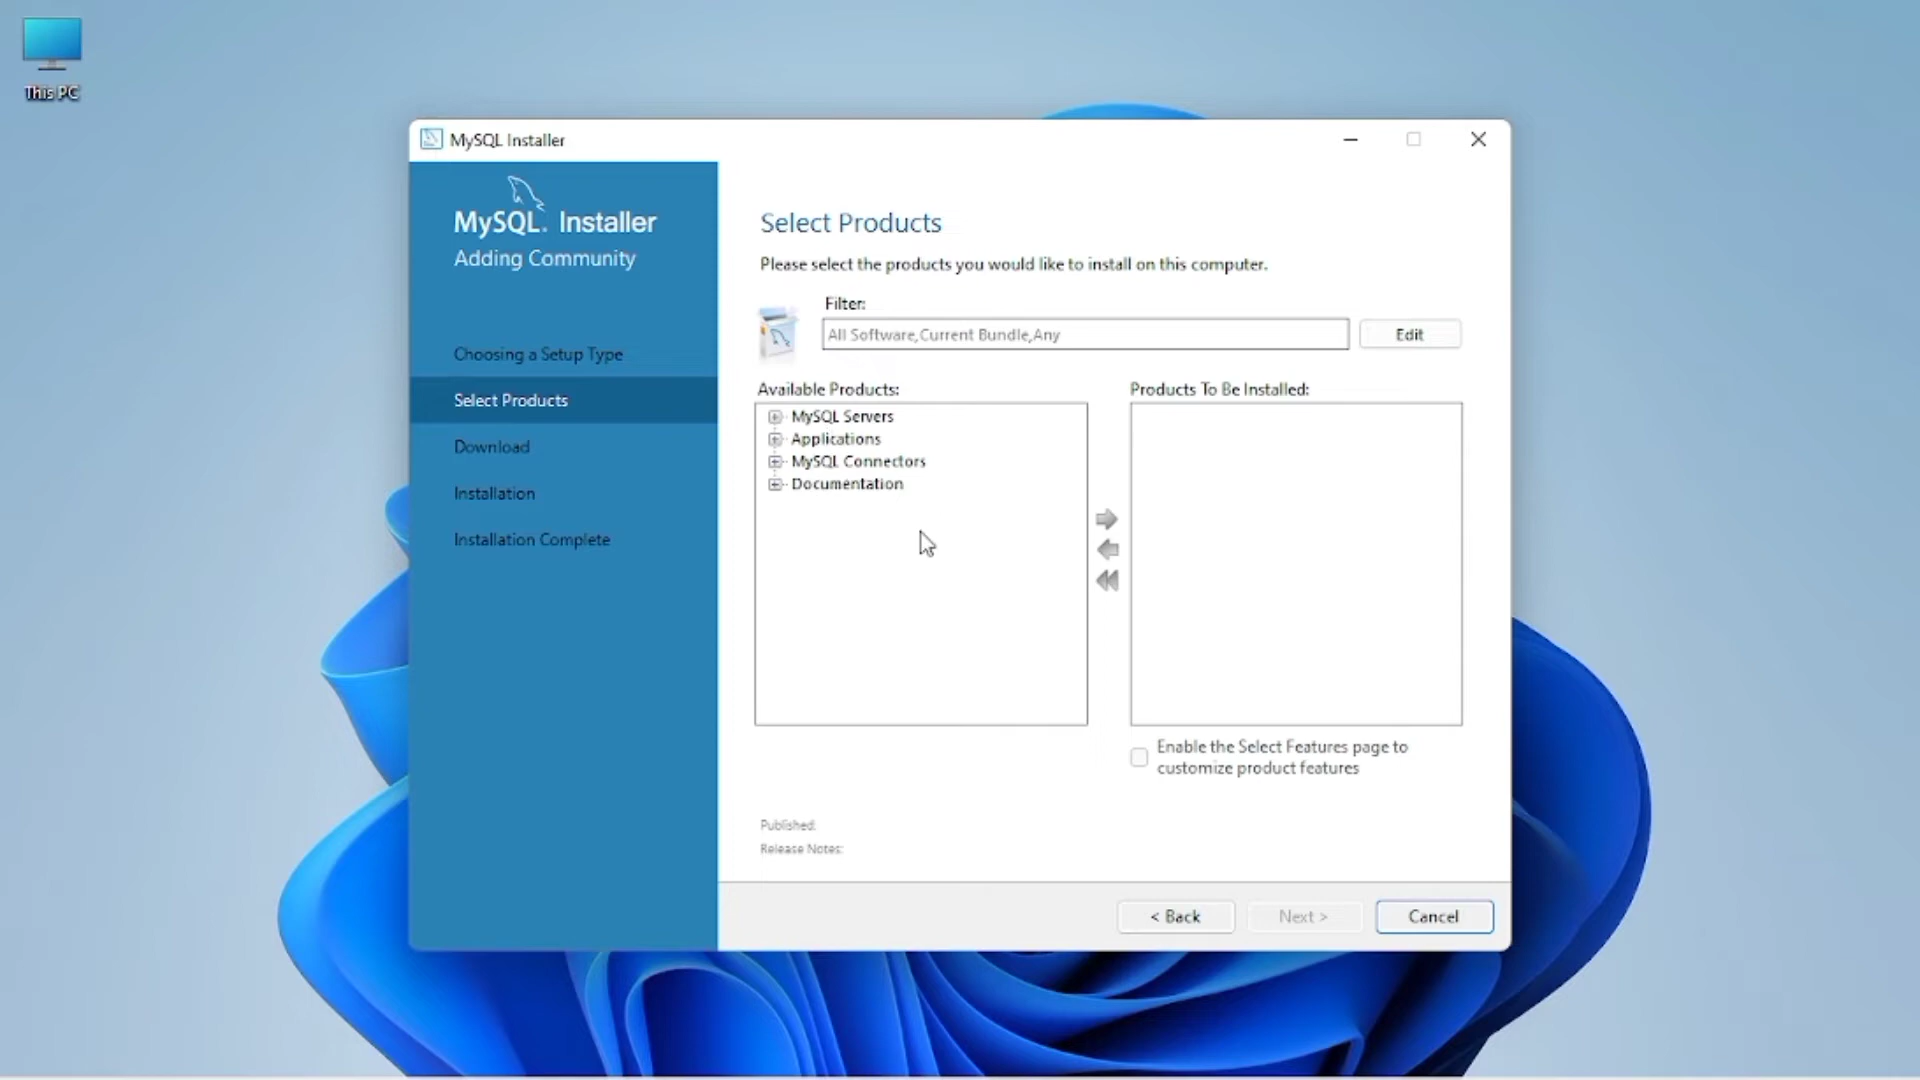 This PC
MySQL Installer
MySQL. Installer
Adding Community
Choosing a Setup Type
Select Products
Download
Installation
Installation Complete
Select Products
Please select the products you would like to install on this computer.
Filter:
All Software,Current Bundle,Any
Edit
Available Products:
MySQL Servers
Applications
MySQL Connectors
Documentation
Products To Be Installed:
Enable the Select Features page to
customize product features
Published:
Release Notes:
< Back
Next >
Cancel